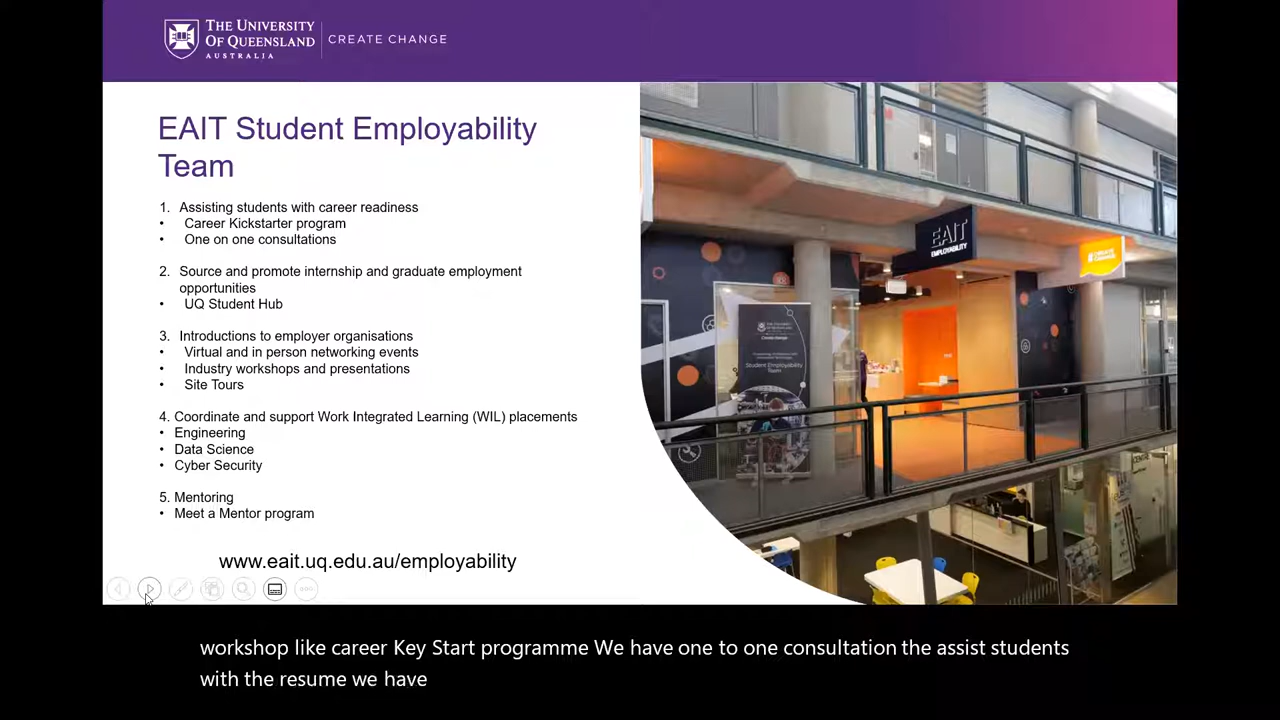 THE UNIVERSITY
OF QUEENSLAND
AUSTRALIA
CREATE CHANGE
EAIT Student Employability
Team
1. Assisting students with career readiness
• Career Kickstarter program
• One on one consultations
2. Source and promote internship and graduate employment
opportunities
• UQ Student Hub
3. Introductions to employer organisations
• Virtual and in person networking events
• Industry workshops and presentations
• Site Tours
4. Coordinate and support Work Integrated Learning (WIL) placements
• Engineering
• Data Science
• Cyber Security
5. Mentoring
• Meet a Mentor program
www.eait.uq.edu.au/employability
EAIT
EMPLOYABILITY
Student Employability
Team
workshop like career Key Start programme We have one to one consultation the assist students
with the resume we have